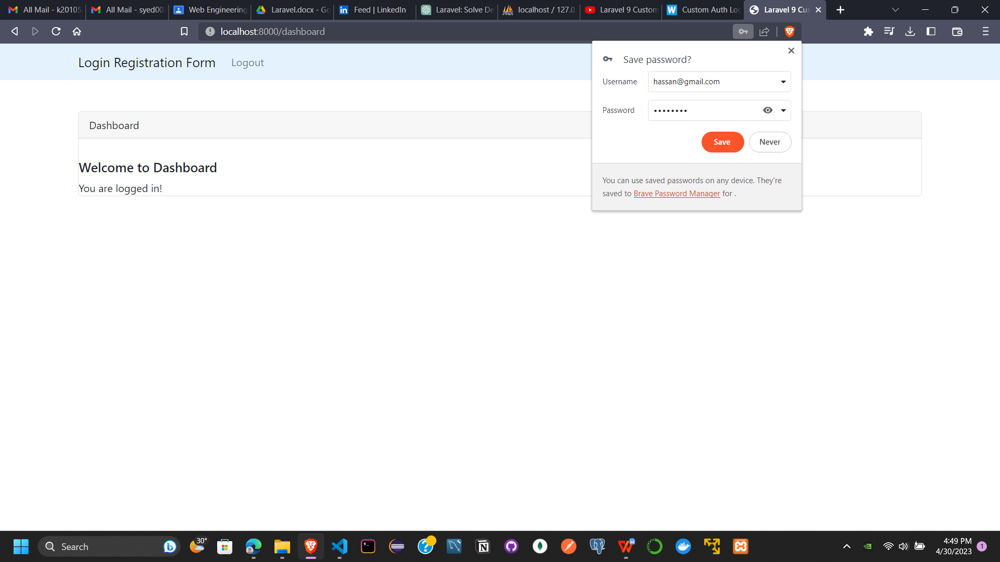 All Mail - k20105
All Mail - syed00
Web Engineering
Laravel.docx - Go
Feed | LinkedIn
Laravel: Solve De
localhost / 127.0.
Laravel 9 Custom
Custom Auth Lo
Laravel 9 Cus
localhost:8000/dashboard
Login Registration Form
Logout
Save password?
Username
hassan@gmail.com
Password
••••••••
Save
Never
You can use saved passwords on any device. They're
saved to Brave Password Manager for .
Dashboard
Welcome to Dashboard
You are logged in!
Search
30°
4:49 PM
4/30/2023
1